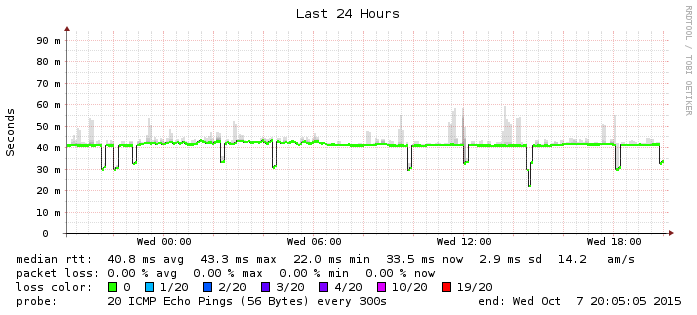 Last 24 Hours
RRDTOOL / TOBI OETIKER
Seconds
90 m
80 m
70 m
60 m
50 m
40 m
30 m
20 m
10 m
0
Wed 00:00 Wed 06:00 Wed 12:00 Wed 18:00
median rtt: 40.8 ms avg 43.3 ms max 22.0 ms min 33.5 ms now 2.9 ms sd 14.2 am/s
packet loss: 0.00 % avg 0.00 % max 0.00 % min 0.00 % now
loss color: 0 1/20 2/20 3/20 4/20 10/20 19/20
probe: 20 ICMP Echo Pings (56 Bytes) every 300s end: Wed Oct 7 20:05:05 2015